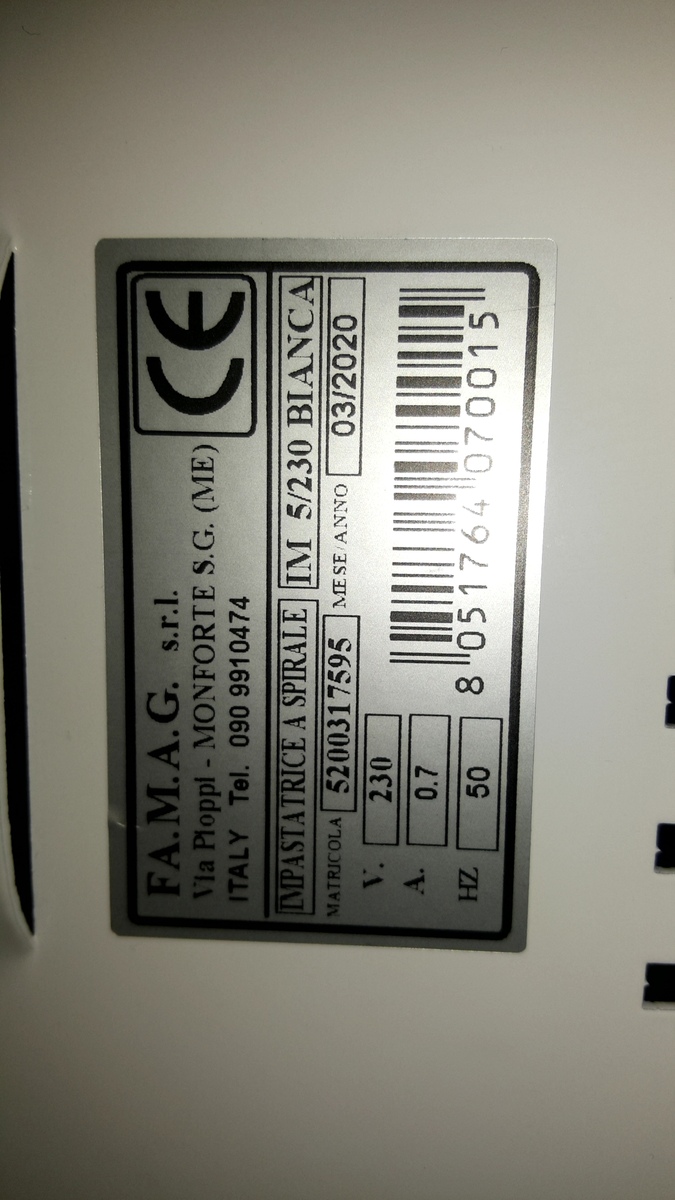 FA.M.A.G. s.r.l.
Via Pioppi - MONFORTE S.G. (ME)
ITALY Tel. 090 9910474
CE
IMPASTATRICE A SPIRALE IM 5/230 BIANCA
MATRICOLA 5200317595 MESE/ANNO 03/2020
V. 230
A. 0.7
HZ 50
8 051764 070015